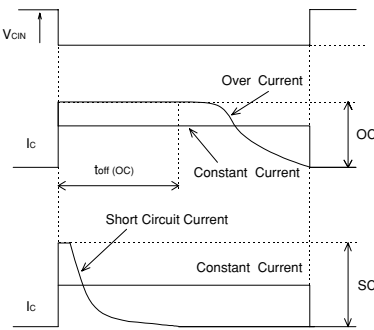 VCIN
Over Current
OC
IC
Constant Current
toff (OC)
Short Circuit Current
Constant Current
SC
IC